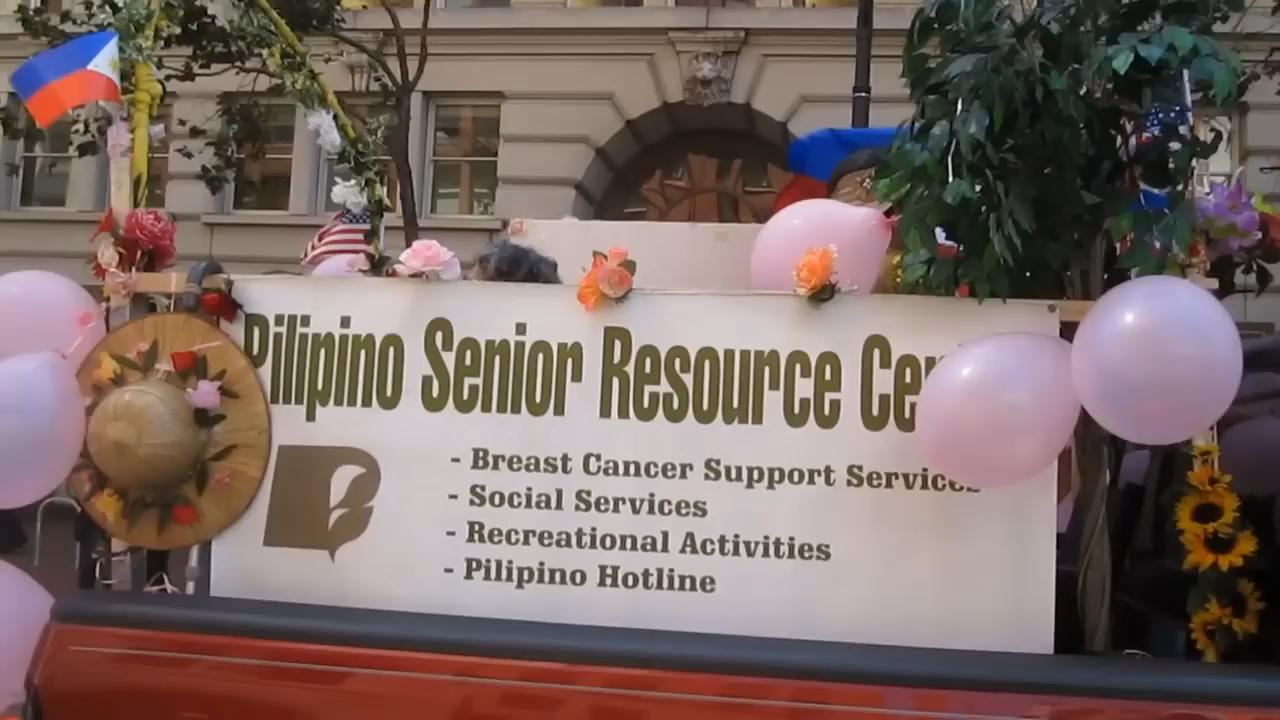 Pilipino Senior Resource Ce
- Breast Cancer Support Services
- Social Services
- Recreational Activities
- Pilipino Hotline